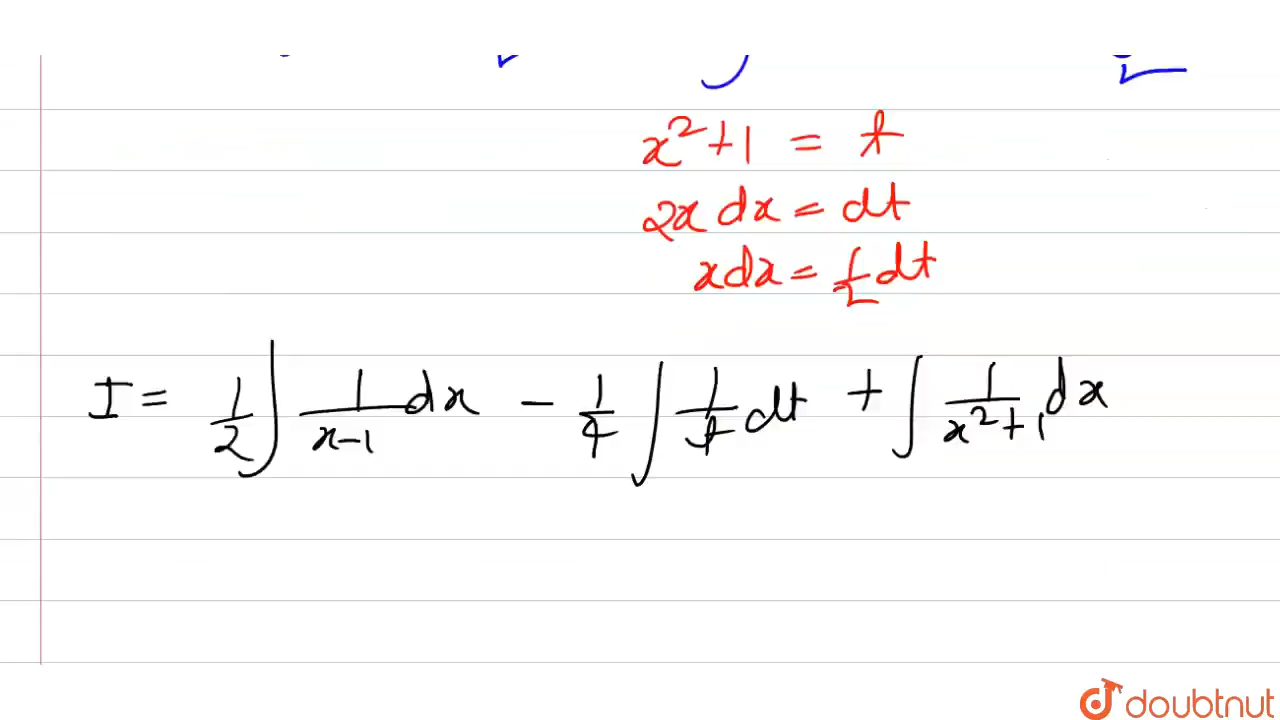 x²+1 = t
2x dx = dt
x dx = 1/2 dt
I = 1/2 ∫ 1/(x-1) dx - 1/4 ∫ 1/t dt + ∫ 1/(x²+1) dx
doubtnut